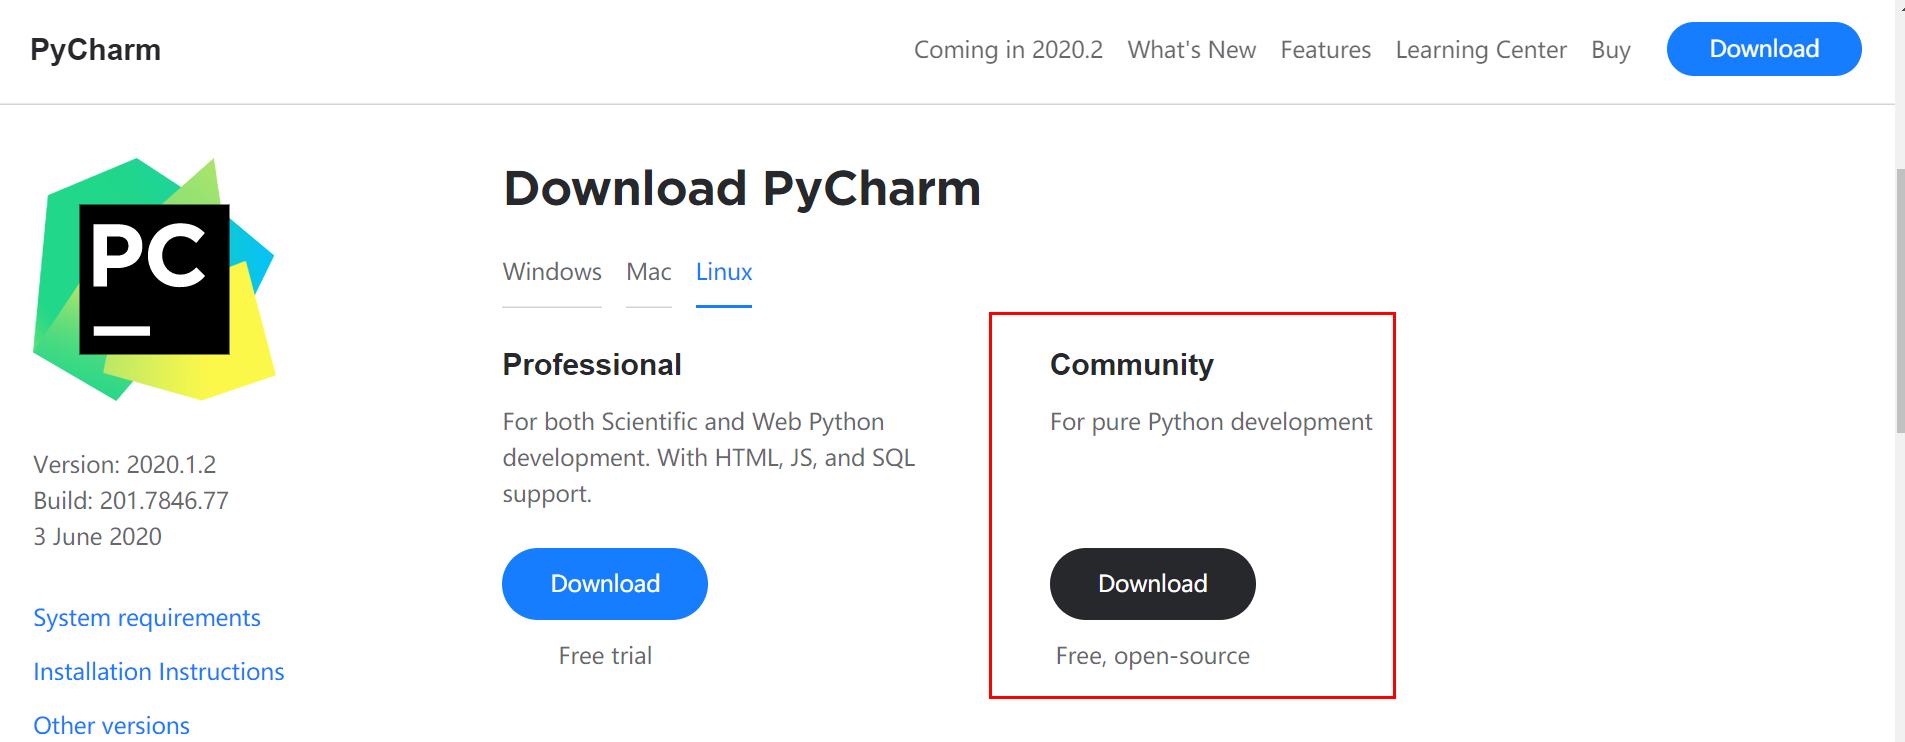 PyCharm
Coming in 2020.2 What's New Features Learning Center Buy Download
PC
Download PyCharm
Windows Mac Linux
Professional
For both Scientific and Web Python
development. With HTML, JS, and SQL
support.
Download
Free trial
Community
For pure Python development
Download
Free, open-source
Version: 2020.1.2
Build: 201.7846.77
3 June 2020
System requirements
Installation Instructions
Other versions